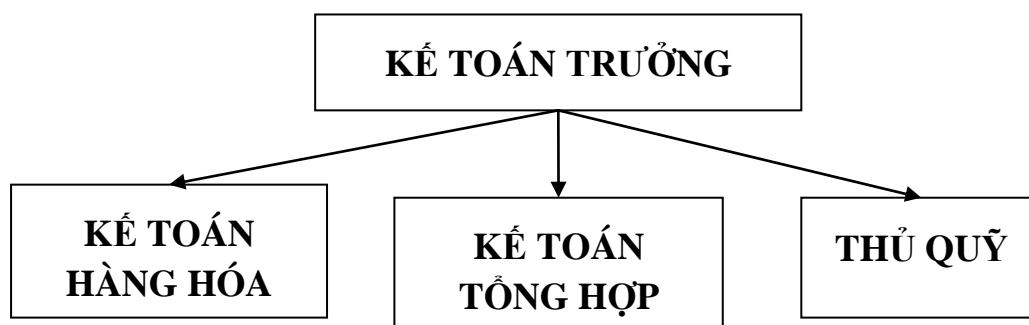 KẾ TOÁN TRƯỞNG
KẾ TOÁN
HÀNG HÓA
KẾ TOÁN
TỔNG HỢP
THỦ QUỸ